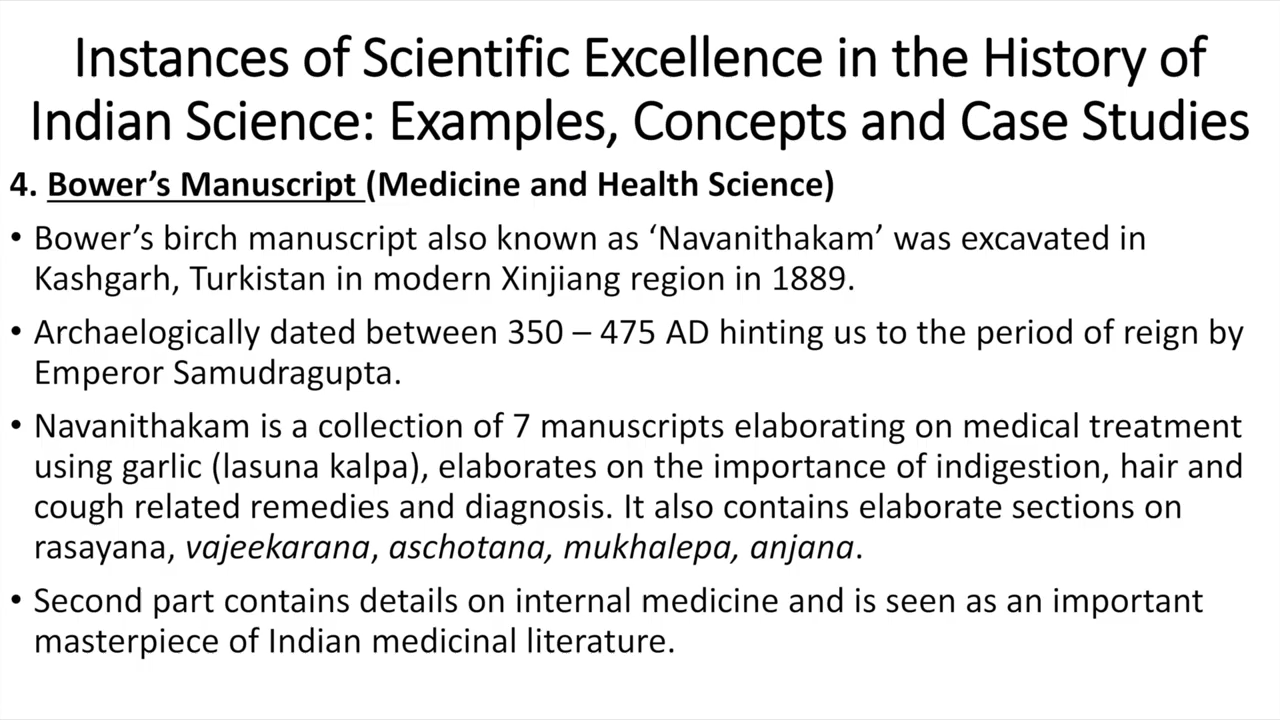 Instances of Scientific Excellence in the History of
Indian Science: Examples, Concepts and Case Studies
4. Bower’s Manuscript (Medicine and Health Science)
• Bower’s birch manuscript also known as ‘Navanithakam’ was excavated in
Kashgarh, Turkistan in modern Xinjiang region in 1889.
• Archaelogically dated between 350 – 475 AD hinting us to the period of reign by
Emperor Samudragupta.
• Navanithakam is a collection of 7 manuscripts elaborating on medical treatment
using garlic (lasuna kalpa), elaborates on the importance of indigestion, hair and
cough related remedies and diagnosis. It also contains elaborate sections on
rasayana, vajeekarana, aschotana, mukhalepa, anjana.
• Second part contains details on internal medicine and is seen as an important
masterpiece of Indian medicinal literature.